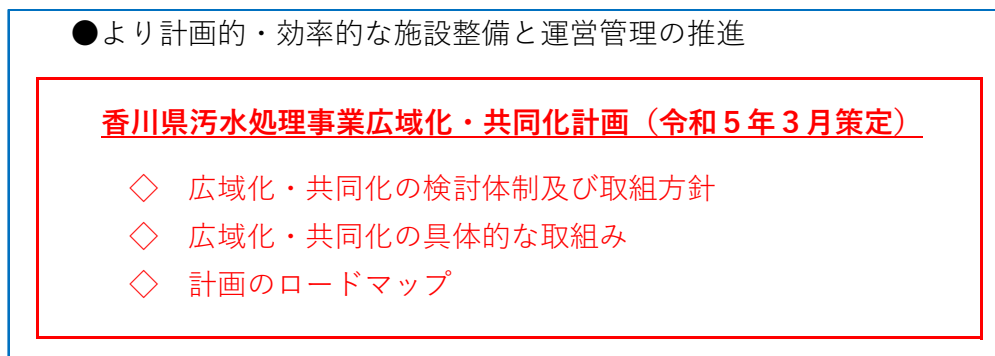 ●より計画的・効率的な施設整備と運営管理の推進
香川県汚水処理事業広域化・共同化計画（令和５年３月策定）
◇　広域化・共同化の検討体制及び取組方針
◇　広域化・共同化の具体的な取組み
◇　計画のロードマップ